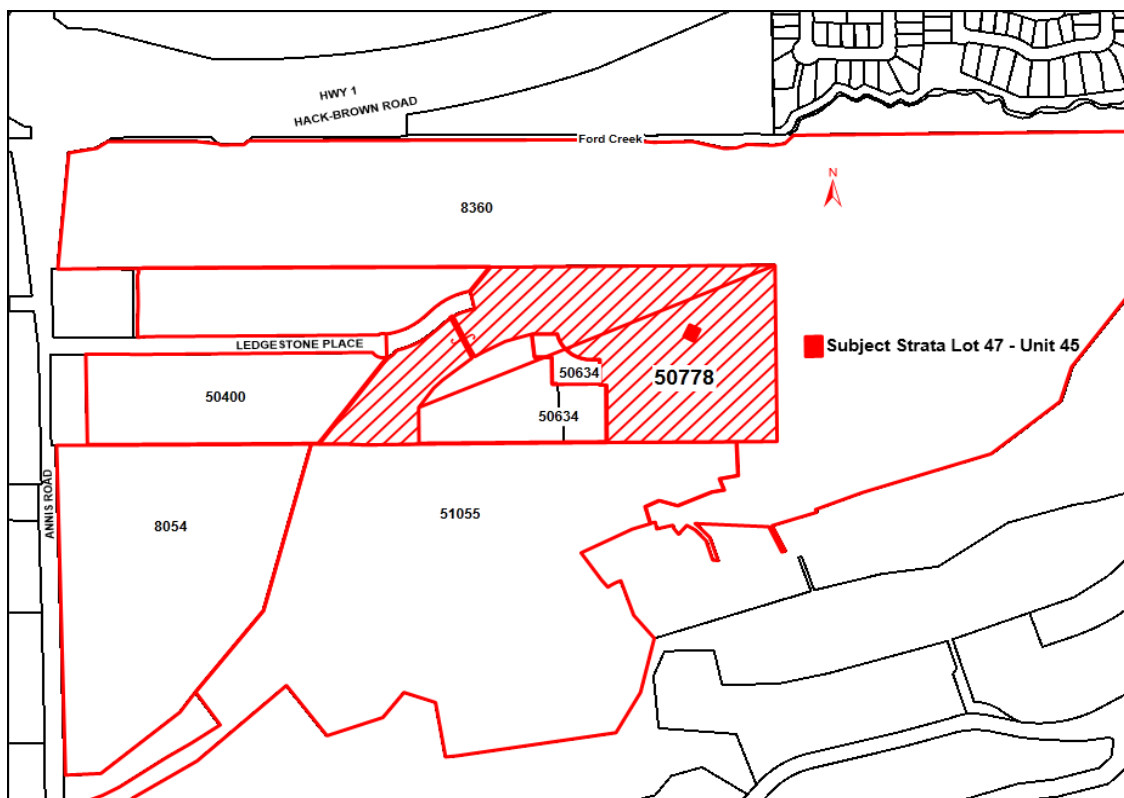 HWY 1
HACK-BROWN ROAD
Ford Creek
N
8360
LEDGESTONE PLACE
Subject Strata Lot 47 - Unit 45
50634
50778
50400
50634
ANNIS ROAD
8054
51055